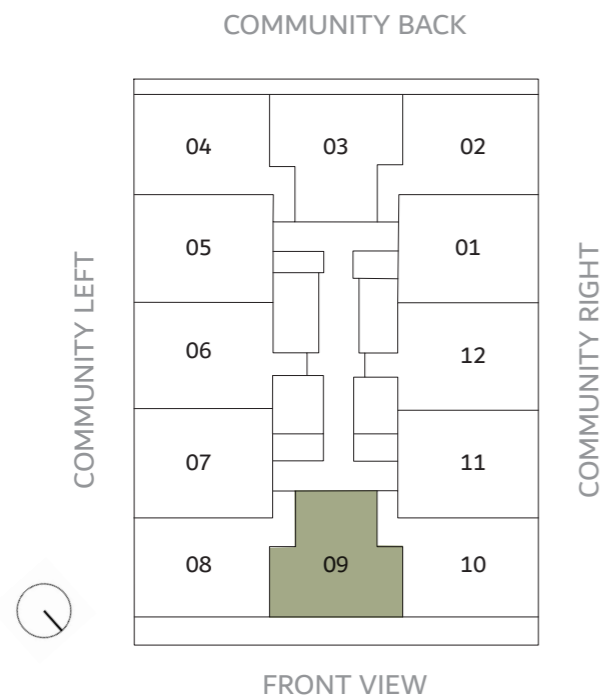 COMMUNITY BACK
04 03 02
05 01
COMMUNITY LEFT
COMMUNITY RIGHT
06 12
07 11
08 09 10
FRONT VIEW